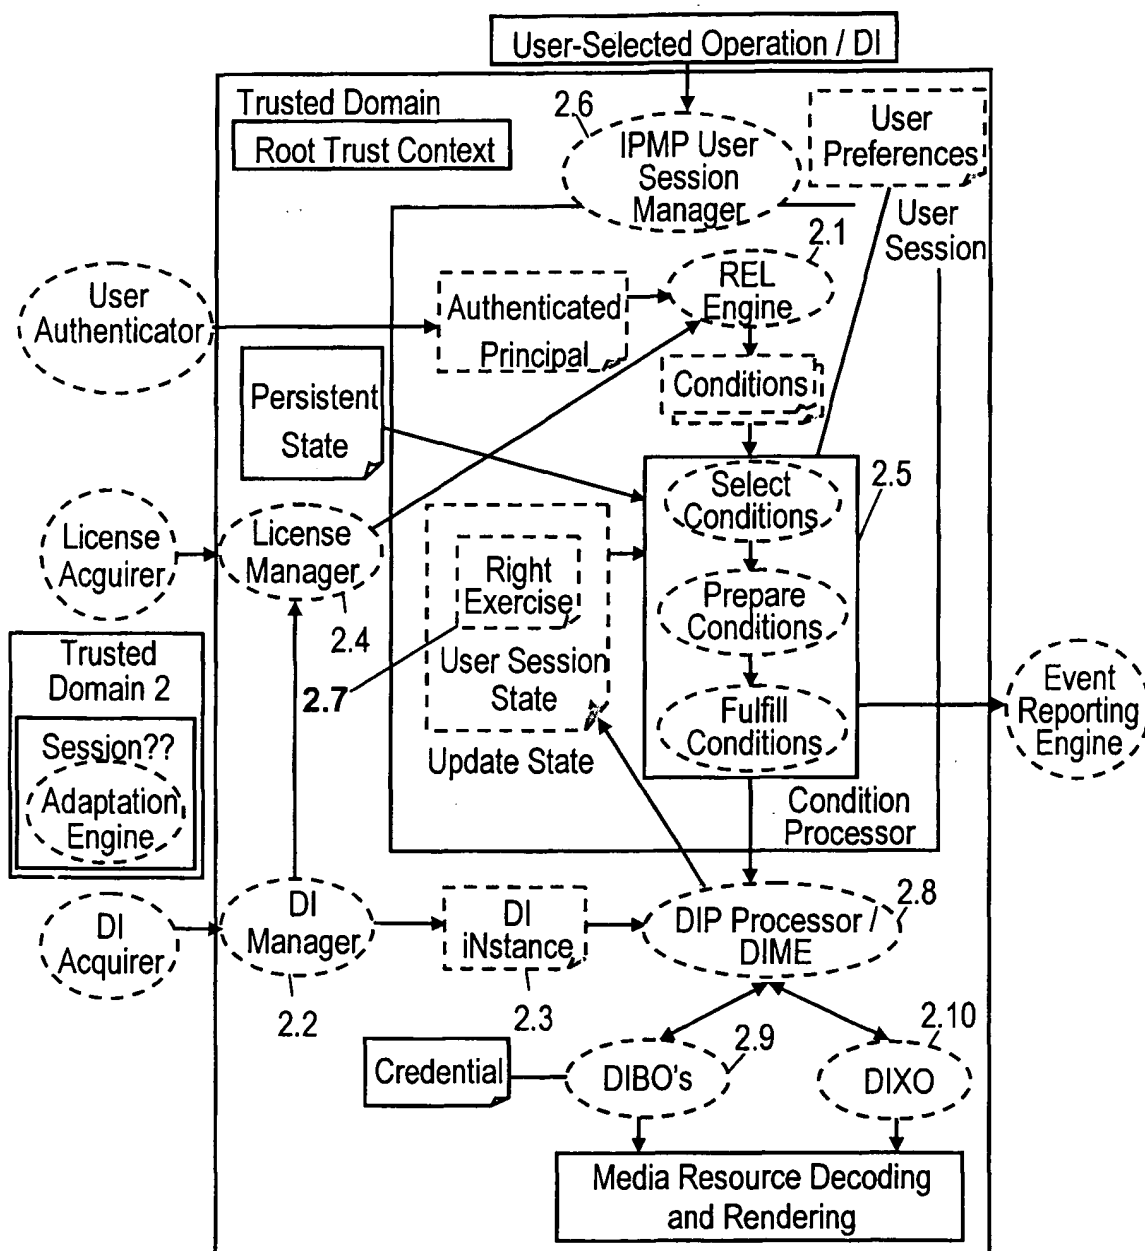 User-Selected Operation / DI
Trusted Domain
Root Trust Context
2.6
IPMP User
Session
Manager
User
Preferences
User
Session
2.1
REL
Engine
User
Authenticator
Authenticated
Principal
Persistent
State
Conditions
2.5
Select
Conditions
License
Acguirer
License
Manager
2.4
Right
Exercise
Prepare
Conditions
User Session
State
2.7
Trusted
Domain 2
Session??
Adaptation
Engine
Fulfill
Conditions
Event
Reporting
Engine
Update State
Condition
Processor
DI
Acquirer
DI
Manager
2.2
DI
iNstance
2.3
DIP Processor /
DIME
2.8
2.9
2.10
Credential
DIBO's
DIXO
Media Resource Decoding
and Rendering